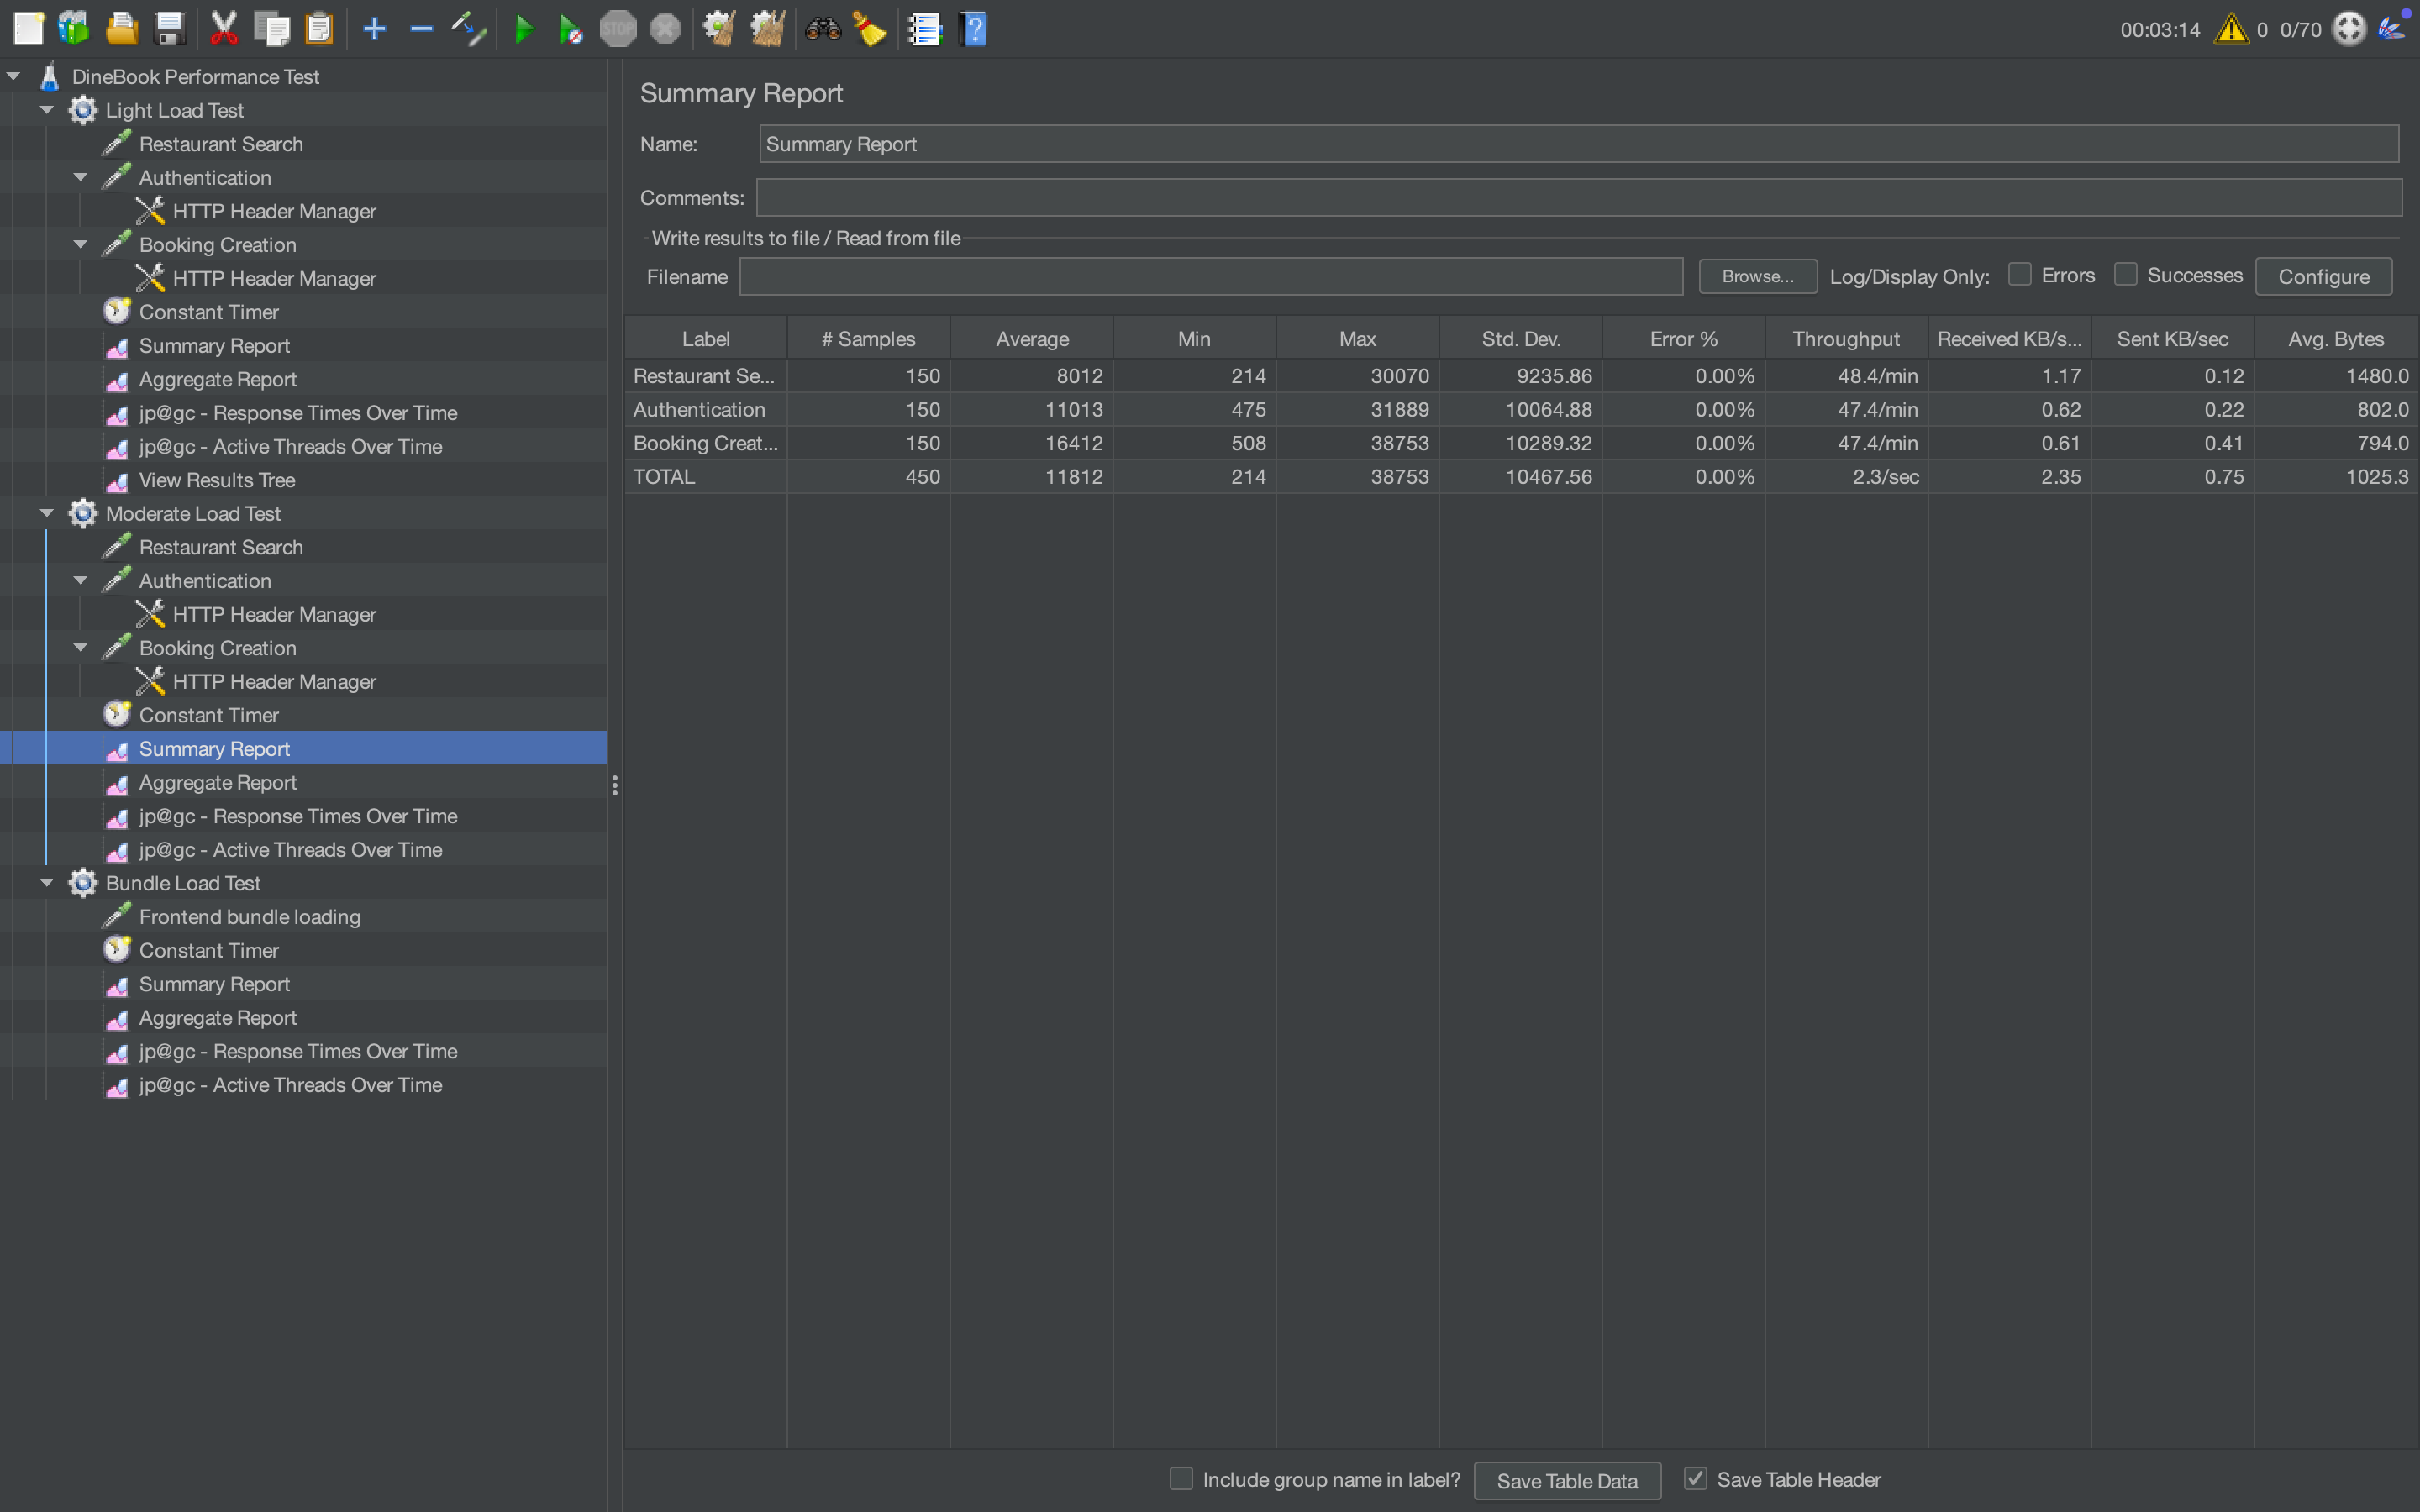 STOP
00:03:14 0 0/70
DineBook Performance Test
Light Load Test
Restaurant Search
Authentication
HTTP Header Manager
Booking Creation
HTTP Header Manager
Constant Timer
Summary Report
Aggregate Report
jp@gc - Response Times Over Time
jp@gc - Active Threads Over Time
View Results Tree
Moderate Load Test
Restaurant Search
Authentication
HTTP Header Manager
Booking Creation
HTTP Header Manager
Constant Timer
Summary Report
Aggregate Report
jp@gc - Response Times Over Time
jp@gc - Active Threads Over Time
Bundle Load Test
Frontend bundle loading
Constant Timer
Summary Report
Aggregate Report
jp@gc - Response Times Over Time
jp@gc - Active Threads Over Time
Summary Report
Name: Summary Report
Comments:
Write results to file / Read from file
Filename Browse... Log/Display Only: Errors Successes Configure
Label # Samples Average Min Max Std. Dev. Error % Throughput Received KB/s... Sent KB/sec Avg. Bytes
Restaurant Se... 150 8012 214 30070 9235.86 0.00% 48.4/min 1.17 0.12 1480.0
Authentication 150 11013 475 31889 10064.88 0.00% 47.4/min 0.62 0.22 802.0
Booking Creat... 150 16412 508 38753 10289.32 0.00% 47.4/min 0.61 0.41 794.0
TOTAL 450 11812 214 38753 10467.56 0.00% 2.3/sec 2.35 0.75 1025.3
Include group name in label? Save Table Data Save Table Header